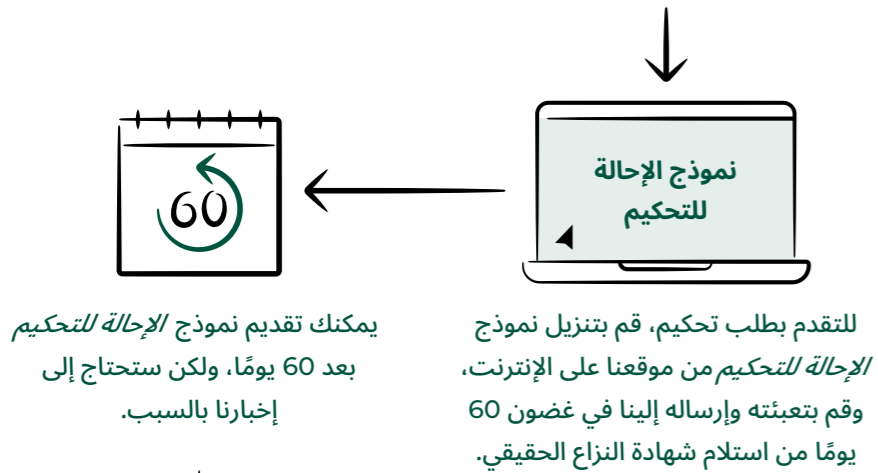 نموذج الإحالة
للتحكيم
للتقدم بطلب تحكيم، قم بتنزيل نموذج
الإحالة للتحكيم من موقعنا على الإنترنت،
وقم بتعبئته وإرساله إلينا في غضون 60
يومًا من استلام شهادة النزاع الحقيقي.
60
يمكنك تقديم نموذج الإحالة للتحكيم
بعد 60 يومًا، ولكن ستحتاج إلى
إخبارنا بالسبب.